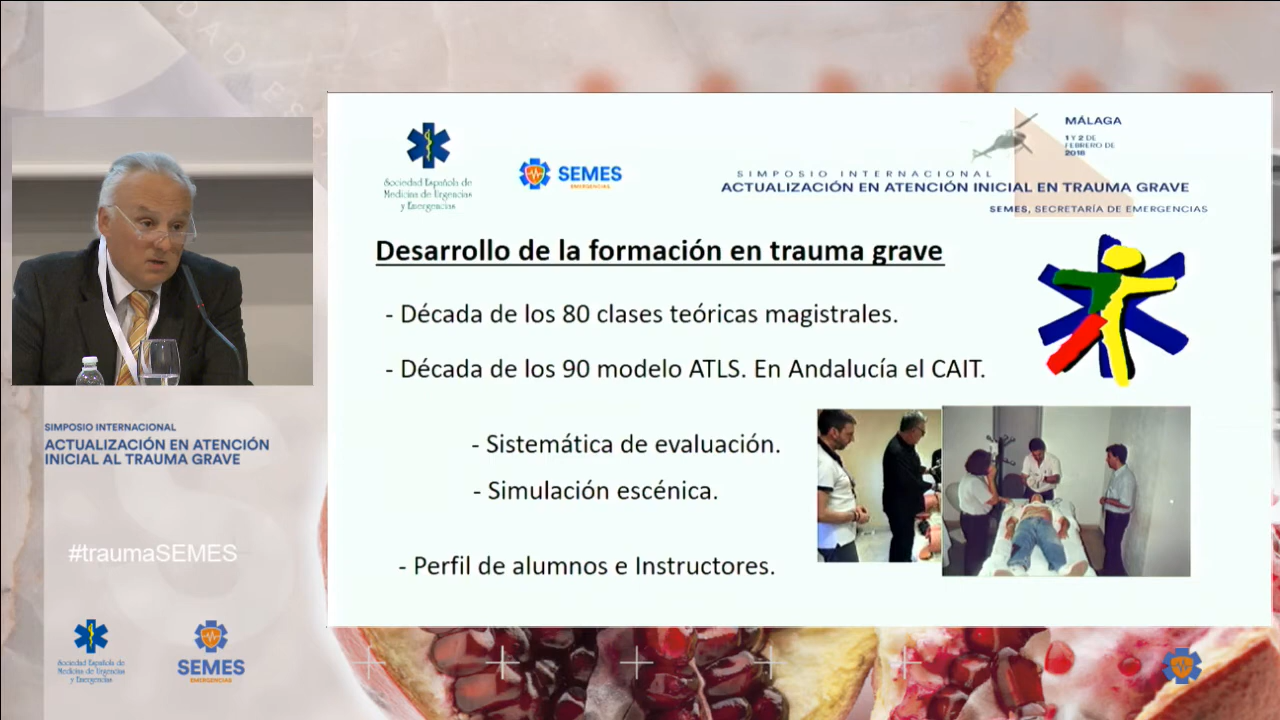 Sociedad Española de
Medicina de Urgencias
y Emergencias
SEMES
EMERGENCIAS
MÁLAGA
1 Y 2 DE
FEBRERO DE
2018
SIMPOSIO INTERNACIONAL
ACTUALIZACIÓN EN ATENCIÓN INICIAL EN TRAUMA GRAVE
SEMES, SECRETARÍA DE EMERGENCIAS
Desarrollo de la formación en trauma grave
- Década de los 80 clases teóricas magistrales.
- Década de los 90 modelo ATLS. En Andalucía el CAIT.
- Sistemática de evaluación.
- Simulación escénica.
- Perfil de alumnos e Instructores.
SIMPOSIO INTERNACIONAL
ACTUALIZACIÓN EN ATENCIÓN
INICIAL AL TRAUMA GRAVE
#traumaSEMES
Sociedad Española de
Medicina de Urgencias
y Emergencias
SEMES
EMERGENCIAS